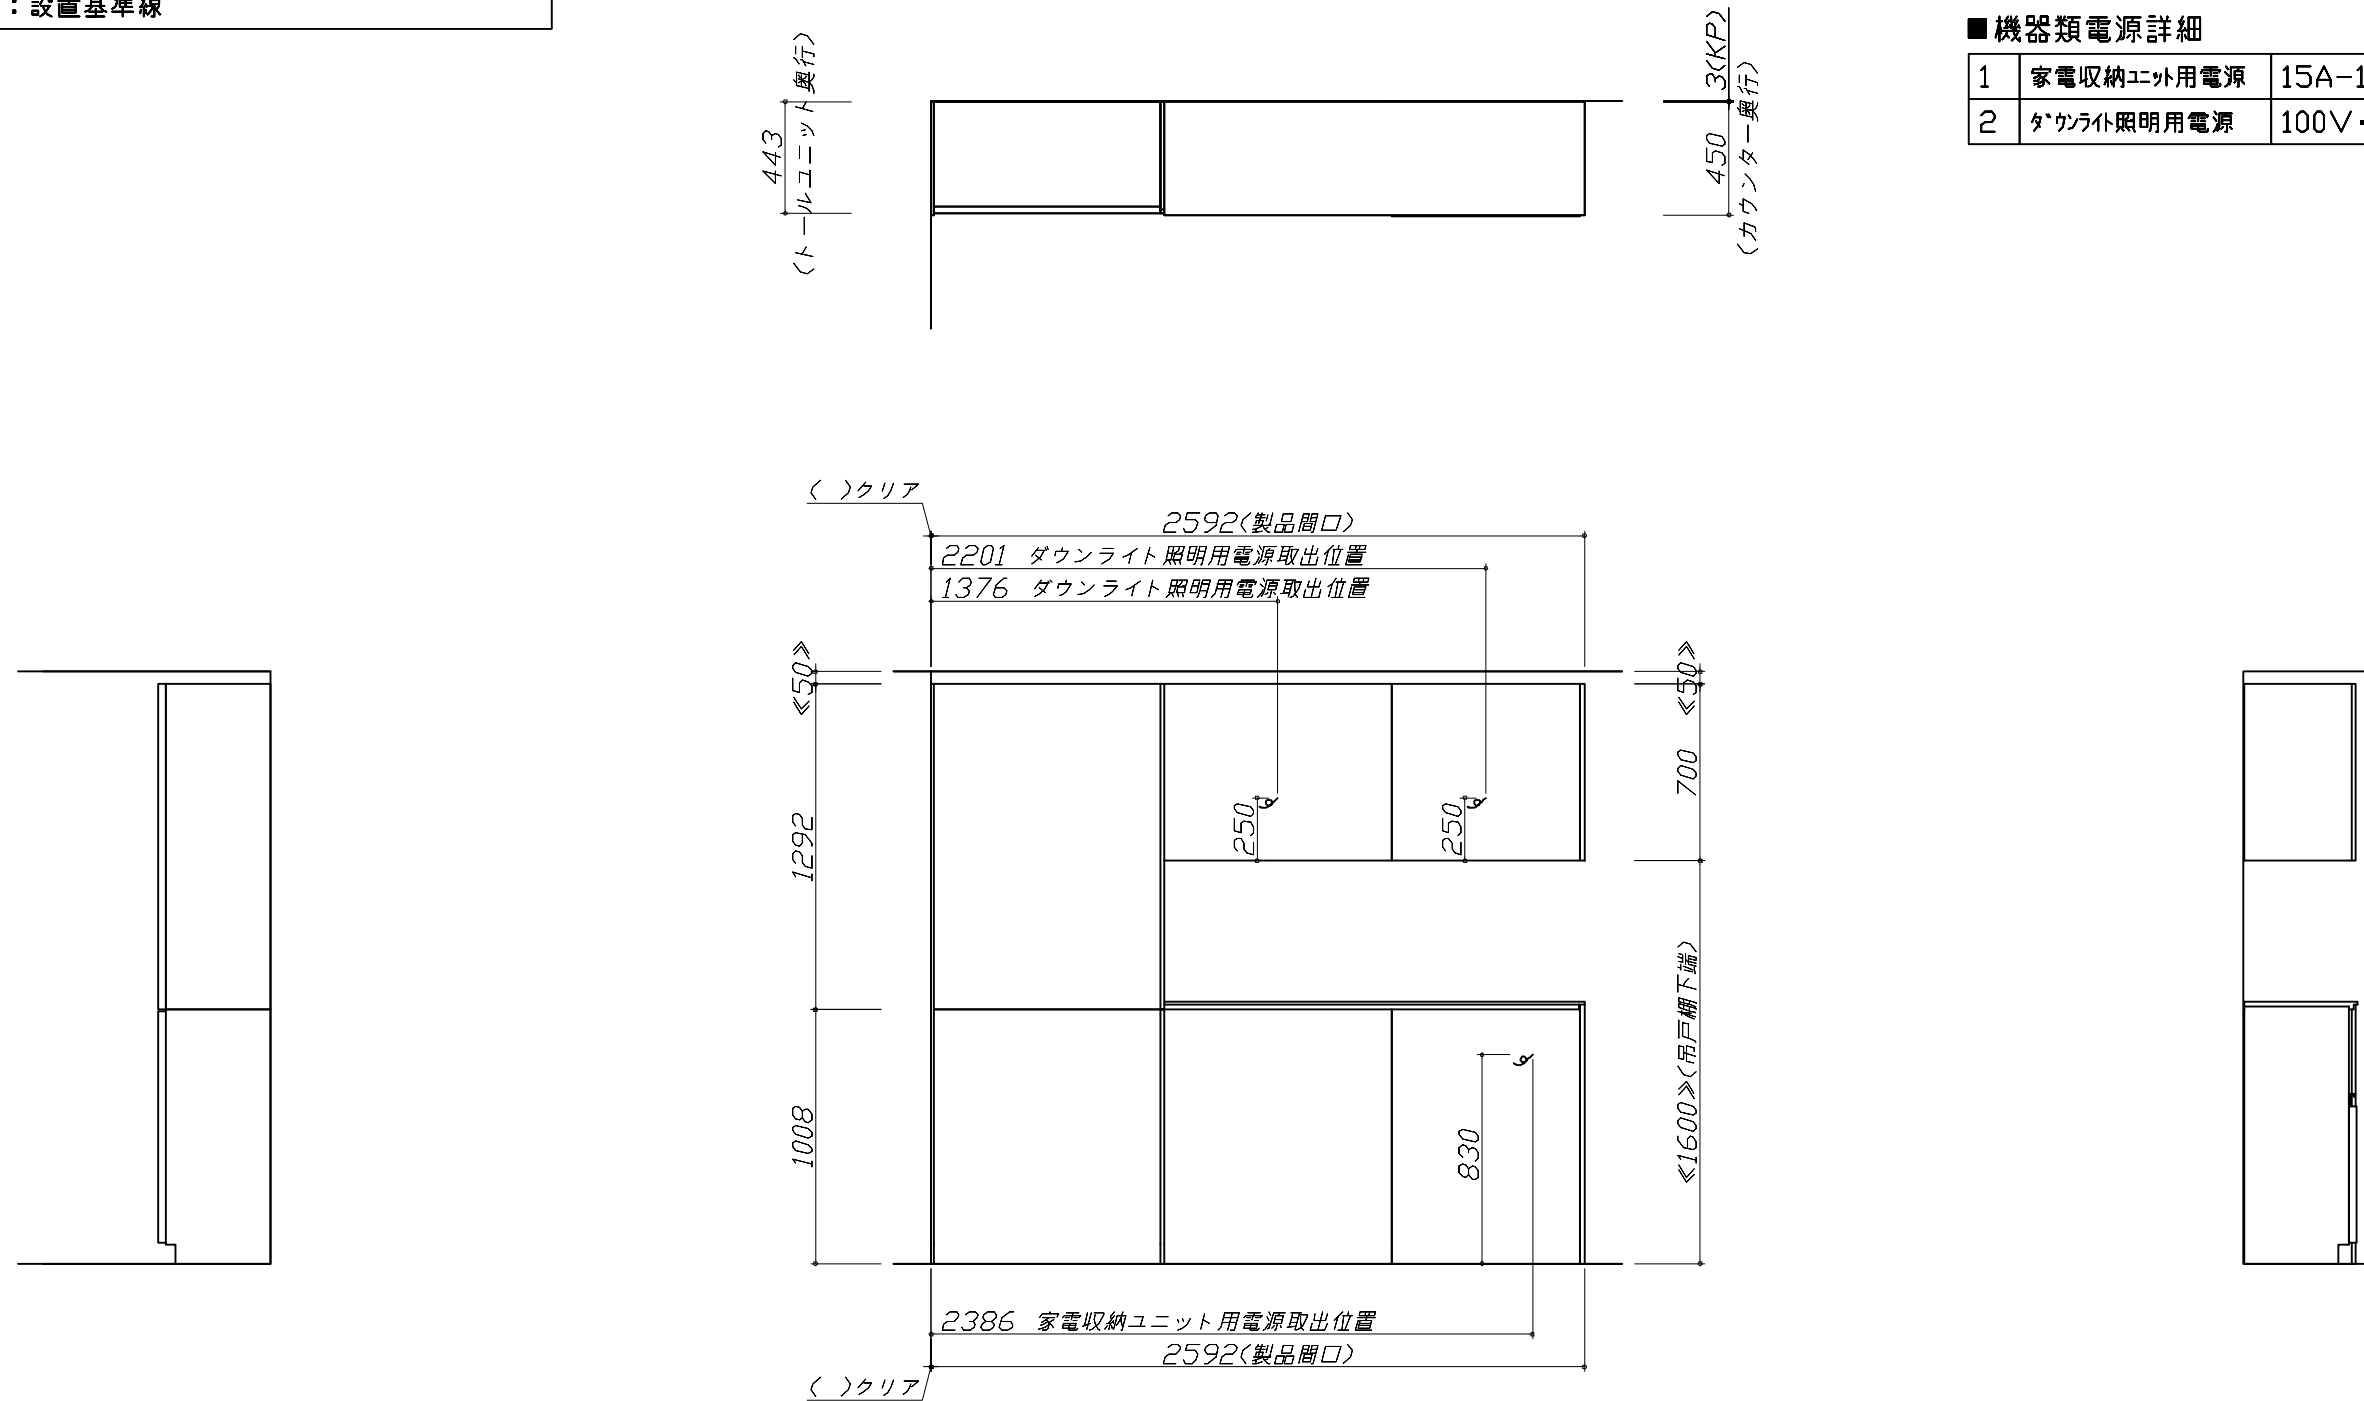 ：設置基準線
■機器類電源詳細
1 家電収納ﾕﾆｯﾄ用電源 15A-1
2 ﾀﾞｳﾝﾗｲﾄ照明用電源 100V・
443
(トールユニット奥行)
3(KP)
450
(カウンター奥行)
( )クリア
2592(製品間口)
2201 ダウンライト照明用電源取出位置
1376 ダウンライト照明用電源取出位置
≪50≫
1292
1008
250
250
830
≪50≫
700
≪1600≫(吊戸棚下端)
2386 家電収納ユニット用電源取出位置
2592(製品間口)
( )クリア